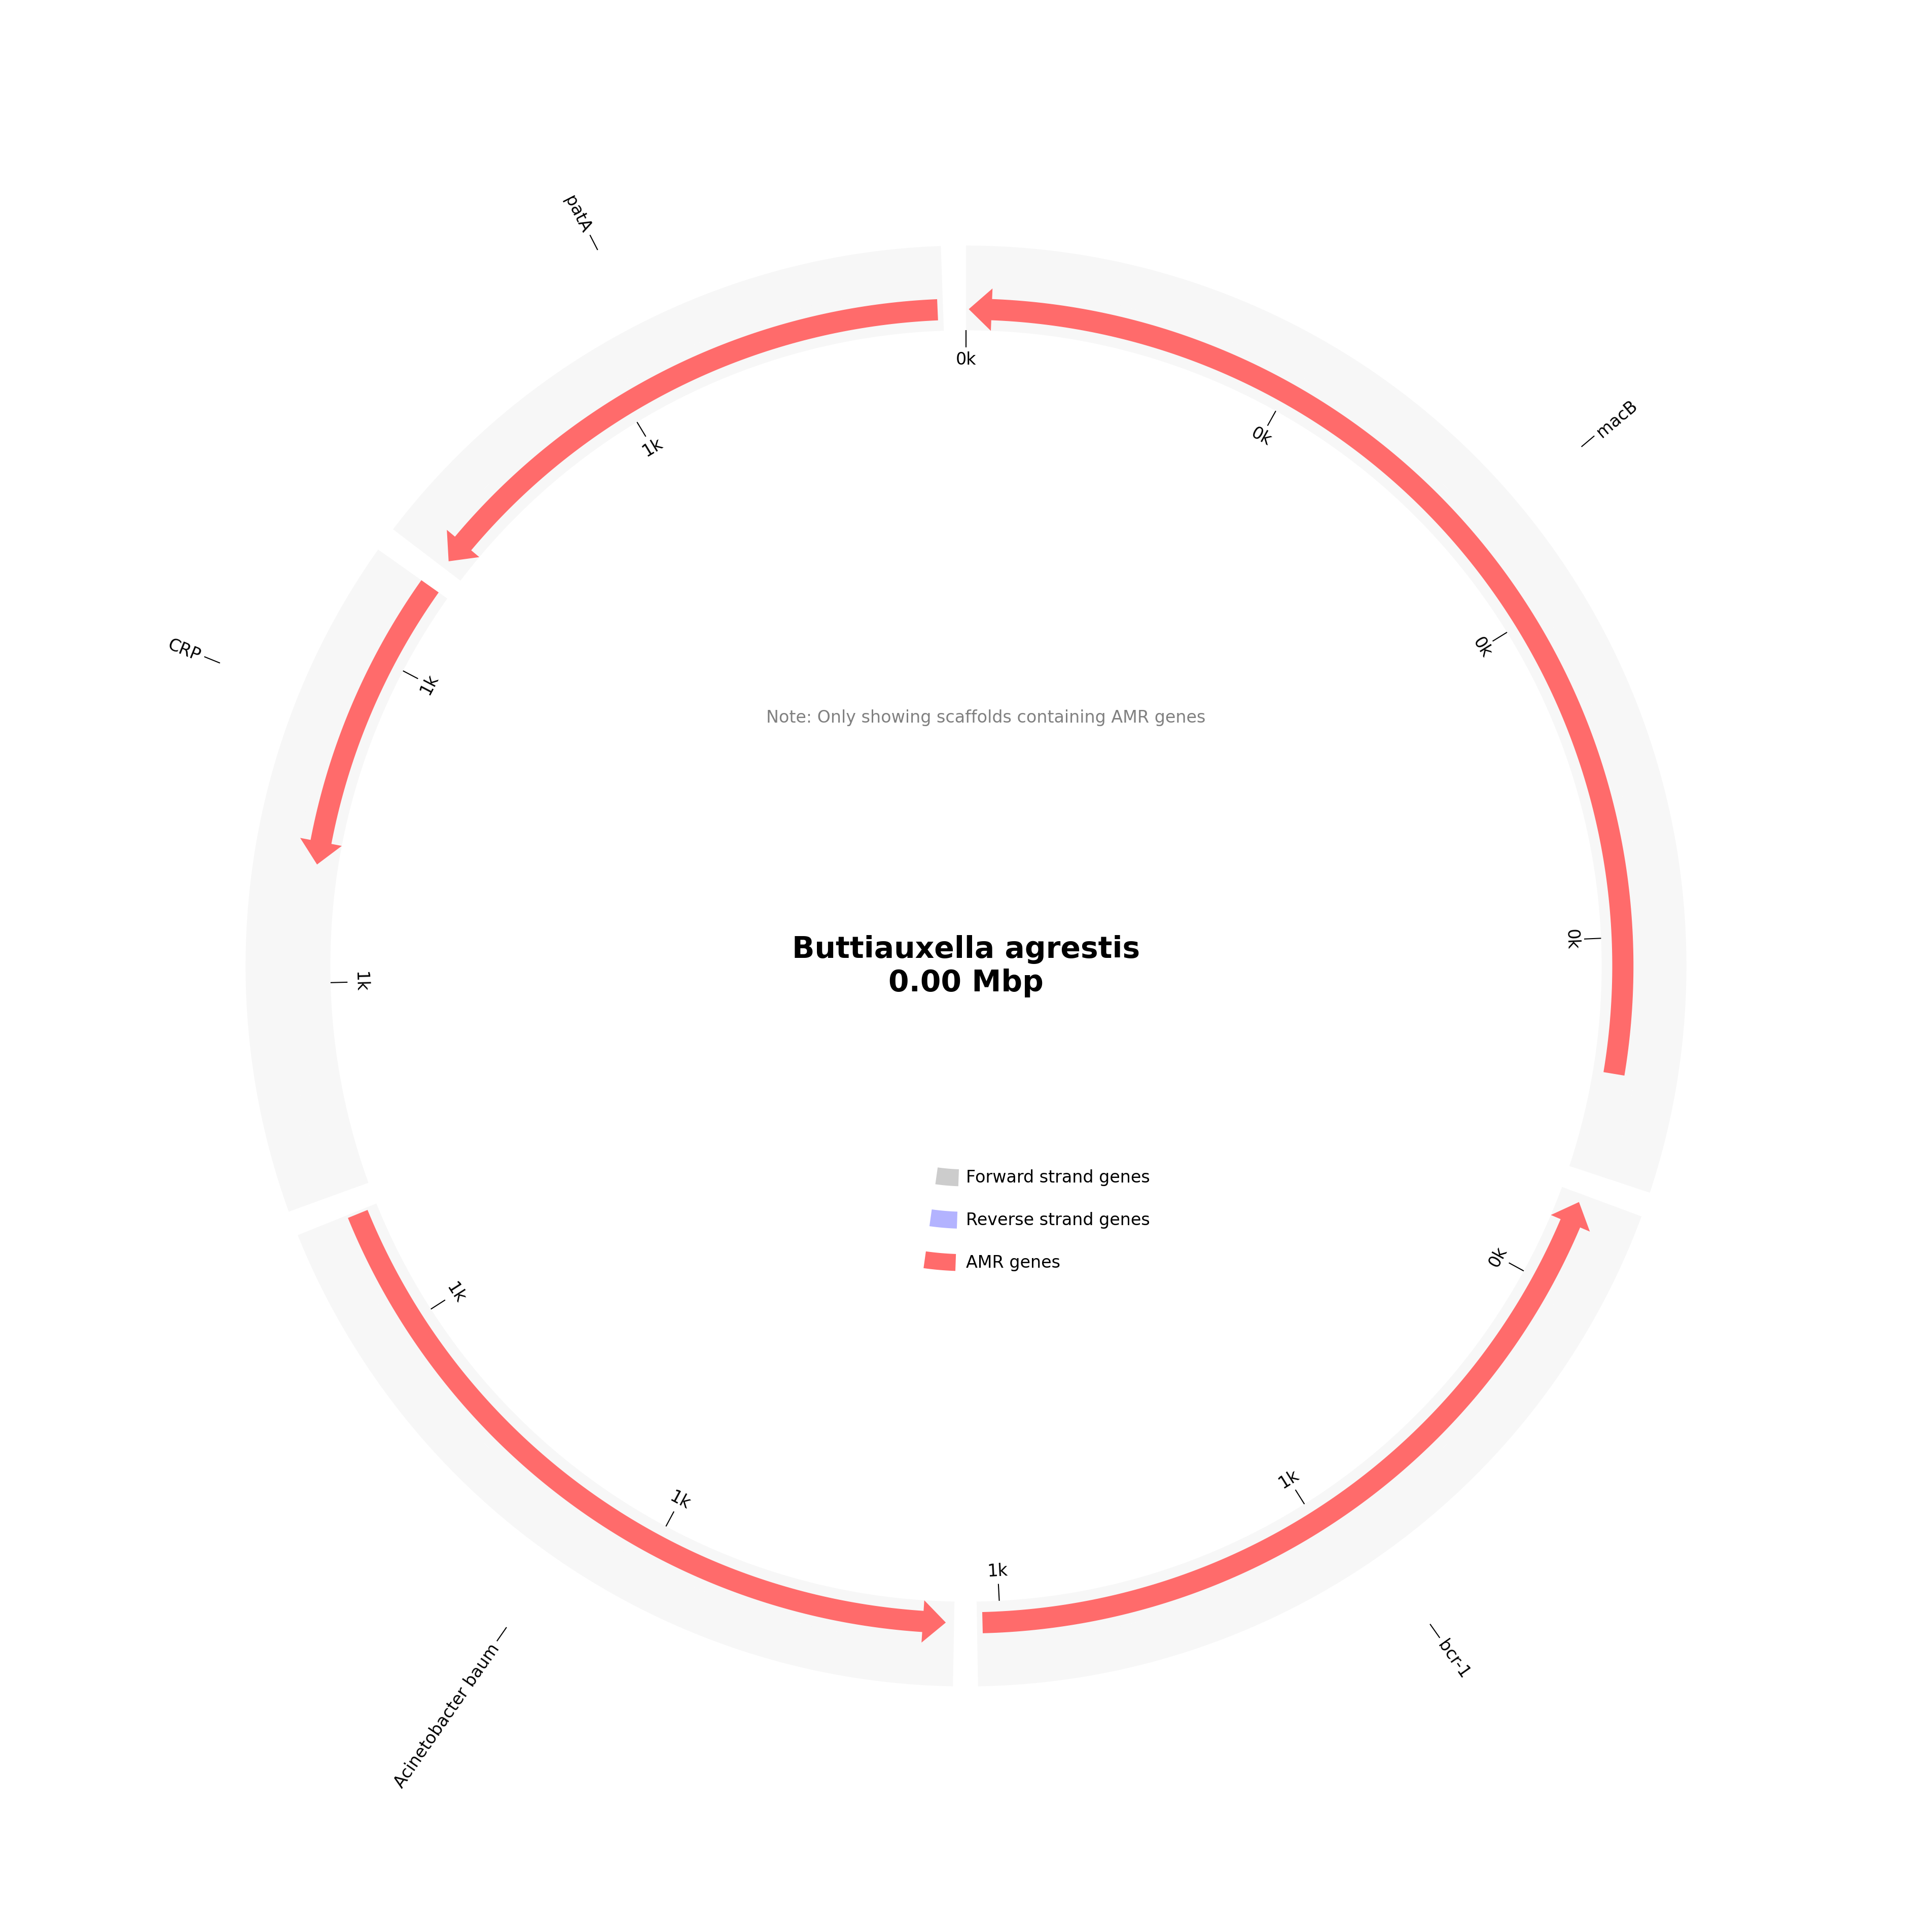 patA
macB
0k
0k
1k
CRP
0k
1k
Note: Only showing scaffolds containing AMR genes
0k
Buttiauxella agrestis
0.00 Mbp
1k
Forward strand genes
Reverse strand genes
AMR genes
0k
1k
1k
1k
1k
bcr-1
Acinetobacter baum